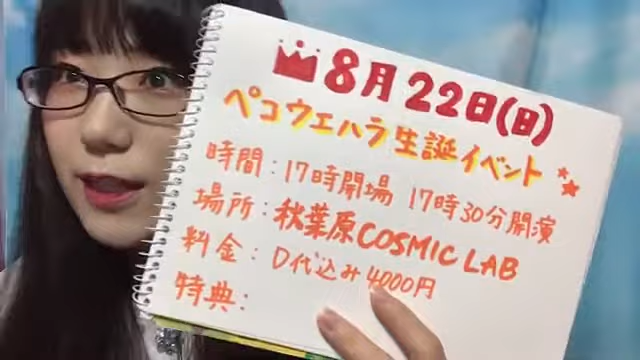 8月22日(日)
ペコウエハラ生誕イベント
時間：17時開場 17時30分開演
場所：秋葉原COSMIC LAB
料金：D代込み4000円
特典：